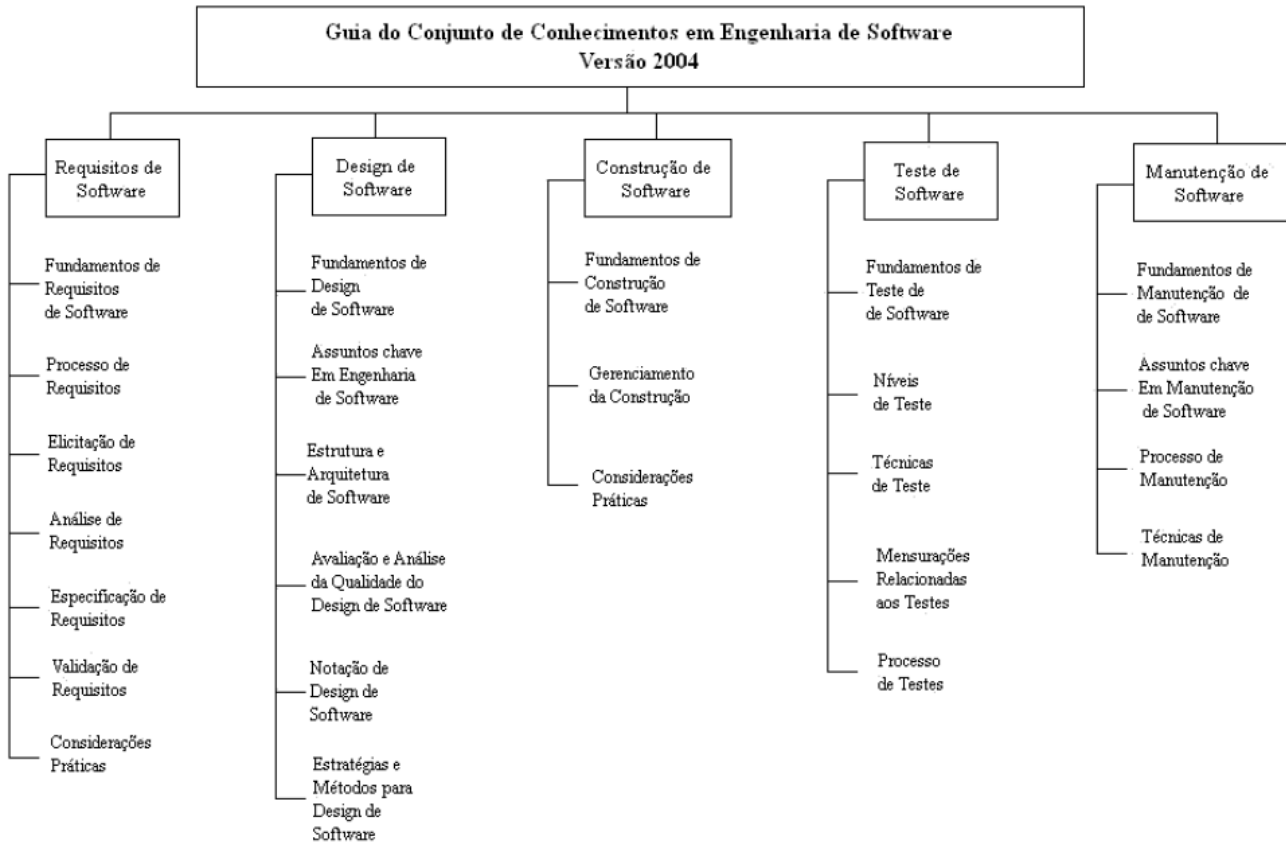 Guia do Conjunto de Conhecimentos em Engenharia de Software
Versão 2004
Requisitos de
Software
Fundamentos de
Requisitos
de Software
Processo de
Requisitos
Elicitação de
Requisitos
Análise de
Requisitos
Especificação de
Requisitos
Validação de
Requisitos
Considerações
Práticas
Design de
Software
Fundamentos de
Design
de Software
Assuntos chave
Em Engenharia
de Software
Estrutura e
Arquitetura
de Software
Avaliação e Análise
da Qualidade do
Design de Software
Notação de
Design de
Software
Estratégias e
Métodos para
Design de
Software
Construção de
Software
Fundamentos de
Construção
de Software
Gerenciamento
da Construção
Considerações
Práticas
Teste de
Software
Fundamentos de
Teste de
de Software
Níveis
de Teste
Técnicas
de Teste
Mensurações
Relacionadas
aos Testes
Processo
de Testes
Manutenção de
Software
Fundamentos de
Manutenção de
de Software
Assuntos chave
Em Manutenção
de Software
Processo de
Manutenção
Técnicas de
Manutenção